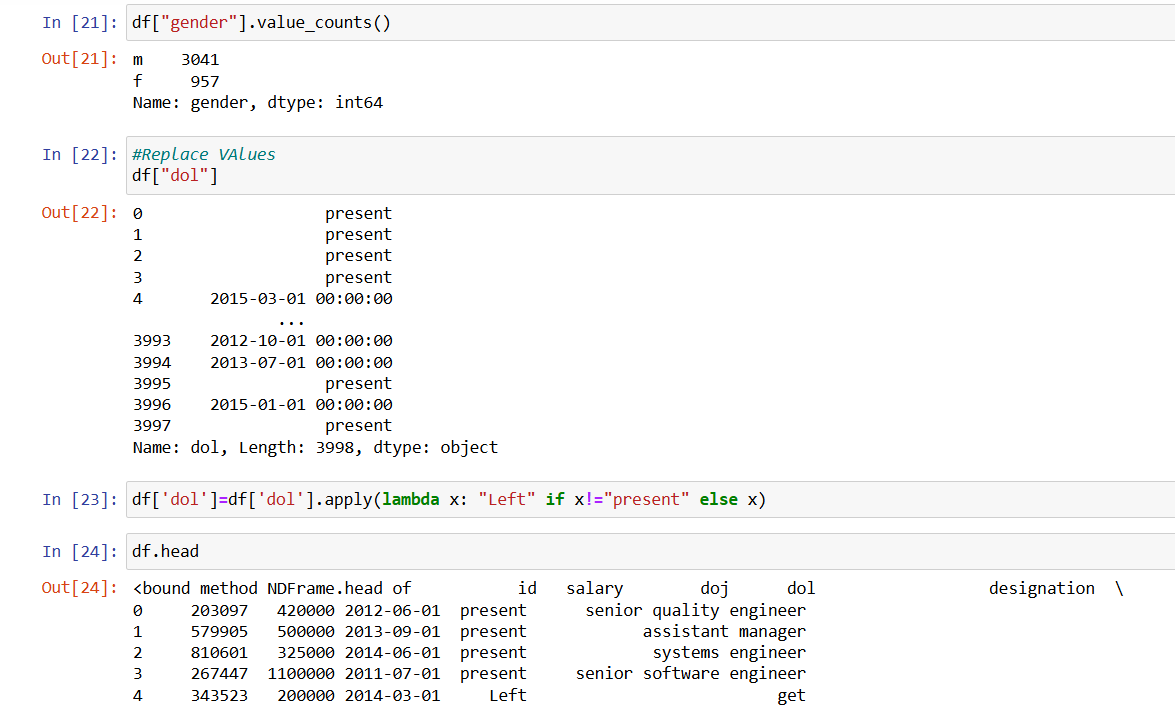 In [21]: df["gender"].value_counts()
Out[21]: m    3041
f     957
Name: gender, dtype: int64
In [22]: #Replace VAlues
df["dol"]
Out[22]: 0                   present
1                   present
2                   present
3                   present
4       2015-03-01 00:00:00
...
3993    2012-10-01 00:00:00
3994    2013-07-01 00:00:00
3995                present
3996    2015-01-01 00:00:00
3997                present
Name: dol, Length: 3998, dtype: object
In [23]: df['dol']=df['dol'].apply(lambda x: "Left" if x!="present" else x)
In [24]: df.head
Out[24]: <bound method NDFrame.head of           id   salary        doj      dol                  designation  \
0     203097   420000 2012-06-01  present      senior quality engineer
1     579905   500000 2013-09-01  present            assistant manager
2     810601   325000 2014-06-01  present             systems engineer
3     267447  1100000 2011-07-01  present     senior software engineer
4     343523   200000 2014-03-01     Left                          get